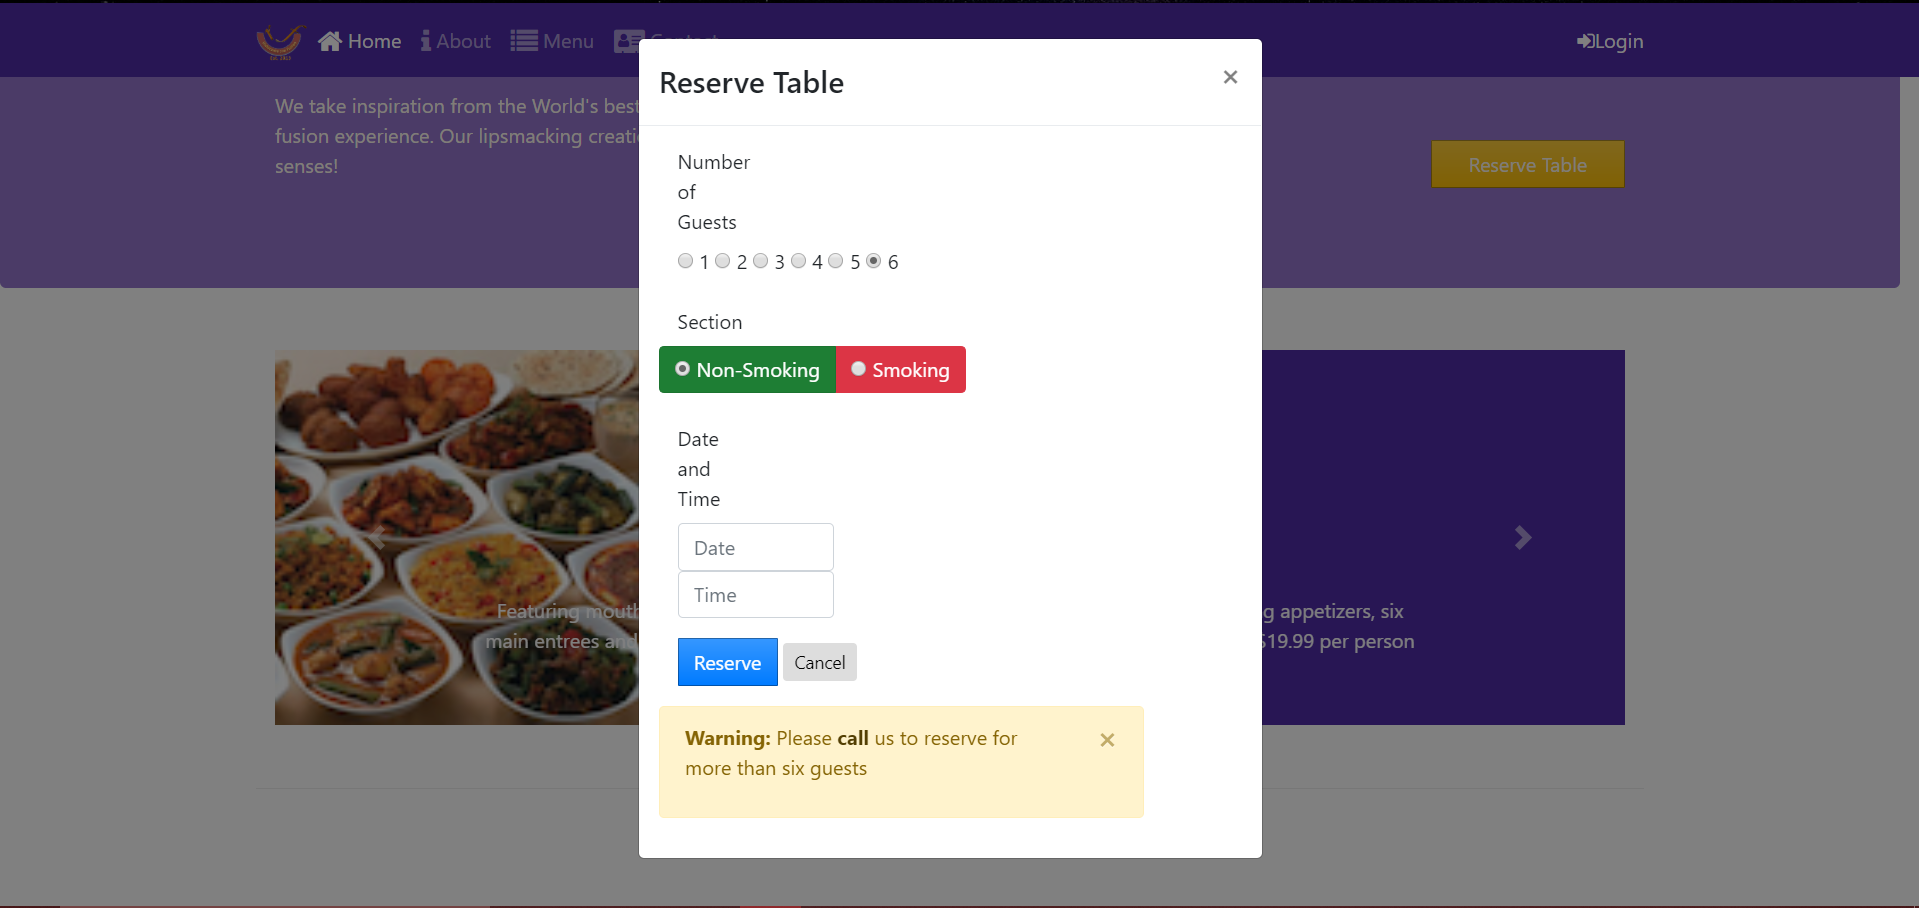 Home About Menu Contact Login
Reserve Table ×
We take inspiration from the World's best
fusion experience. Our lipsmacking creati
senses!
Reserve Table
Number
of
Guests
1 2 3 4 5 6
Section
Non-Smoking Smoking
Date
and
Time
Date
Time
Featuring mouth
g appetizers, six
main entrees and
$19.99 per person
Reserve Cancel
Warning: Please call us to reserve for ×
more than six guests